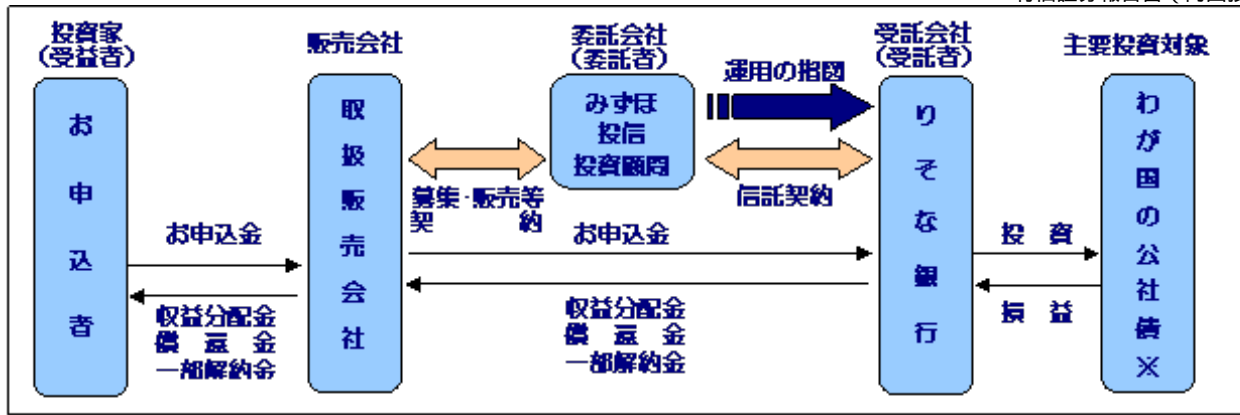 投資家
(受益者)
販売会社
委託会社
(委託者)
受託会社
(受託者)
主要投資対象
お申込者
取扱販売会社
みずほ
投信
投資顧問
りそな銀行
わが国の公社債※
運用の指図
募集・販売等
契　約
信託契約
お申込金
収益分配金
償　還　金
一部解約金
お申込金
収益分配金
償　還　金
一部解約金
投　資
損　益